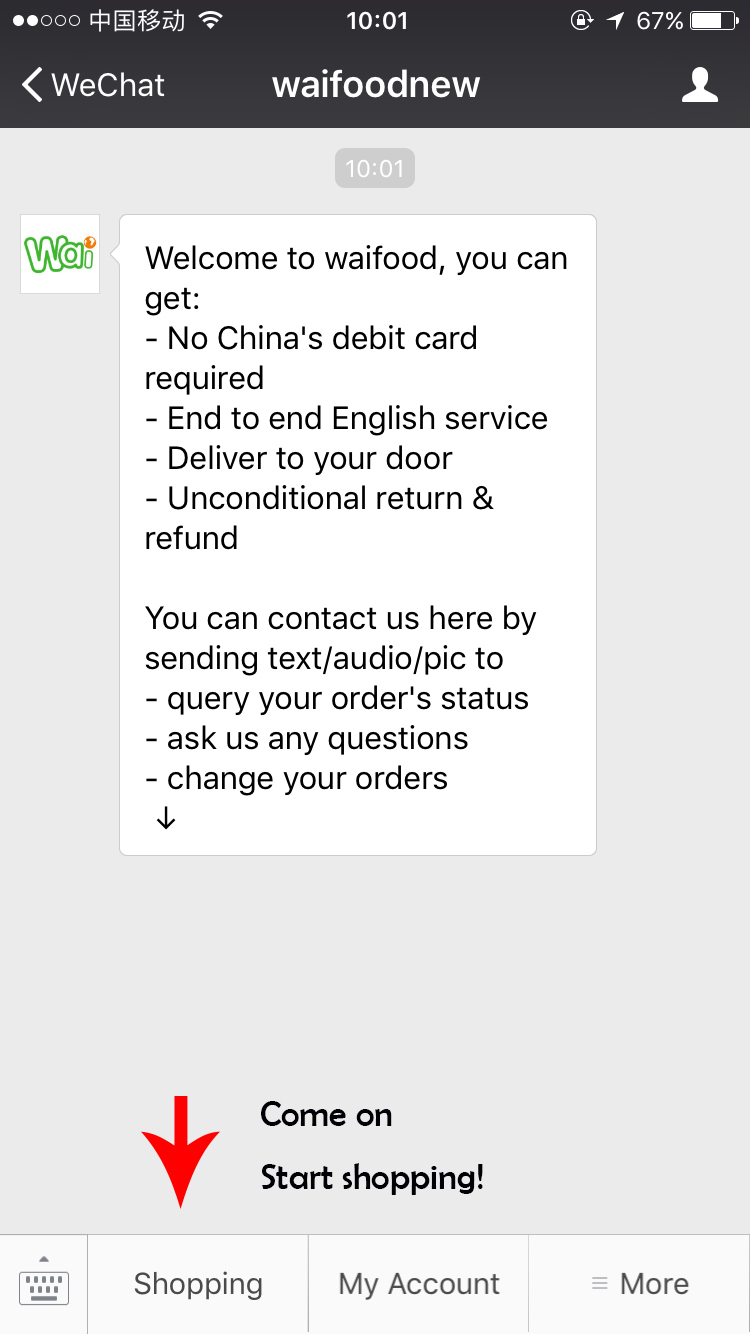 中国移动 10:01 67%
WeChat waifoodnew
10:01
Wai
Welcome to waifood, you can
get:
- No China's debit card
required
- End to end English service
- Deliver to your door
- Unconditional return &
refund
You can contact us here by
sending text/audio/pic to
- query your order's status
- ask us any questions
- change your orders
↓
Come on
Start shopping!
Shopping My Account More